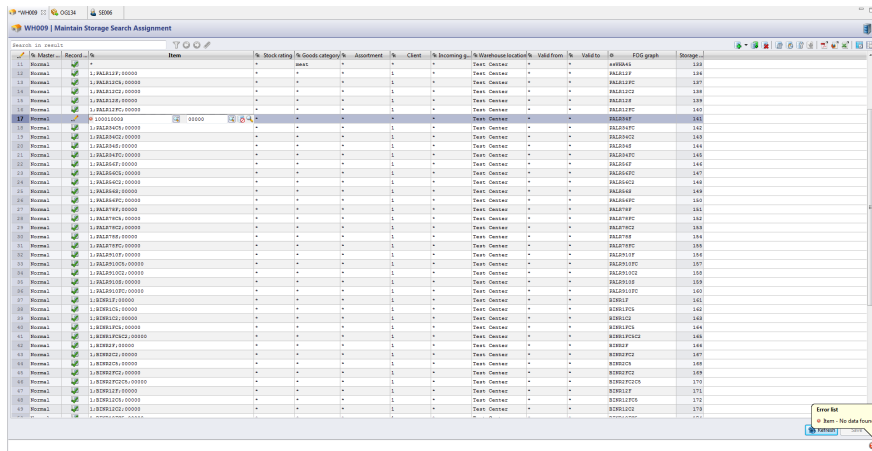 *WH009 OG134 SE006
WH009 | Maintain Storage Search Assignment
Search in result
% Master ... Record ... % Item % Stock rating % Goods category % Assortment % Client % Incoming g... % Warehouse location % Valid from % Valid to FOG graph Storage ...
11 Normal * * meat * * * Test Center * * 133
12 Normal 1;PALR12F;00000 * * * 1 * Test Center * * PALR12F 136
13 Normal 1;PALR12C5;00000 * * * 1 * Test Center * * PALR12FC 137
14 Normal 1;PALR12C2;00000 * * * 1 * Test Center * * PALR12C2 138
15 Normal 1;PALR12S;00000 * * * 1 * Test Center * * PALR12S 139
16 Normal 1;PALR12FC;00000 * * * 1 * Test Center * * PALR12FC 140
17 Normal 100010003 00000 * * * 1 * Test Center * * PALR34F 141
18 Normal 1;PALR34C5;00000 * * * 1 * Test Center * * PALR34FC 142
19 Normal 1;PALR34C2;00000 * * * 1 * Test Center * * PALR34C2 143
20 Normal 1;PALR34S;00000 * * * 1 * Test Center * * PALR34S 144
21 Normal 1;PALR34FC;00000 * * * 1 * Test Center * * PALR34FC 145
22 Normal 1;PALR56F;00000 * * * 1 * Test Center * * PALR56F 146
23 Normal 1;PALR56C5;00000 * * * 1 * Test Center * * PALR56FC 147
24 Normal 1;PALR56C2;00000 * * * 1 * Test Center * * PALR56C2 148
25 Normal 1;PALR56S;00000 * * * 1 * Test Center * * PALR56S 149
26 Normal 1;PALR56FC;00000 * * * 1 * Test Center * * PALR56FC 150
27 Normal 1;PALR78F;00000 * * * 1 * Test Center * * PALR78F 151
28 Normal 1;PALR78C5;00000 * * * 1 * Test Center * * PALR78FC 152
29 Normal 1;PALR78C2;00000 * * * 1 * Test Center * * PALR78C2 153
30 Normal 1;PALR78S;00000 * * * 1 * Test Center * * PALR78S 154
31 Normal 1;PALR78FC;00000 * * * 1 * Test Center * * PALR78FC 155
32 Normal 1;PALR910F;00000 * * * 1 * Test Center * * PALR910F 156
33 Normal 1;PALR910C5;00000 * * * 1 * Test Center * * PALR910FC 157
34 Normal 1;PALR910C2;00000 * * * 1 * Test Center * * PALR910C2 158
35 Normal 1;PALR910S;00000 * * * 1 * Test Center * * PALR910S 159
36 Normal 1;PALR910FC;00000 * * * 1 * Test Center * * PALR910FC 160
37 Normal 1;BINR1F;00000 * * * 1 * Test Center * * BINR1F 161
38 Normal 1;BINR1C5;00000 * * * 1 * Test Center * * BINR1FC5 162
39 Normal 1;BINR1C2;00000 * * * 1 * Test Center * * BINR1C2 163
40 Normal 1;BINR1FC5;00000 * * * 1 * Test Center * * BINR1FC5 164
41 Normal 1;BINR1FC5C2;00000 * * * 1 * Test Center * * BINR1FC5C2 165
42 Normal 1;BINR2F;00000 * * * 1 * Test Center * * BINR2F 166
43 Normal 1;BINR2C2;00000 * * * 1 * Test Center * * BINR2FC2 167
44 Normal 1;BINR2C5;00000 * * * 1 * Test Center * * BINR2C5 168
45 Normal 1;BINR2FC2;00000 * * * 1 * Test Center * * BINR2FC2 169
46 Normal 1;BINR2FC2C5;00000 * * * 1 * Test Center * * BINR2FC2C5 170
47 Normal 1;BINR12F;00000 * * * 1 * Test Center * * BINR12F 171
48 Normal 1;BINR12C5;00000 * * * 1 * Test Center * * BINR12FC5 172
49 Normal 1;BINR12C2;00000 * * * 1 * Test Center * * BINR12C2 173
Error list
Item - No data foun
Refresh Save